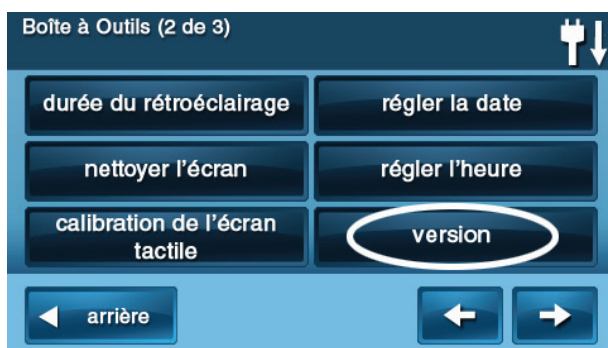 Boîte à Outils (2 de 3)
durée du rétroéclairage
régler la date
nettoyer l'écran
régler l'heure
calibration de l'écran
tactile
version
arrière